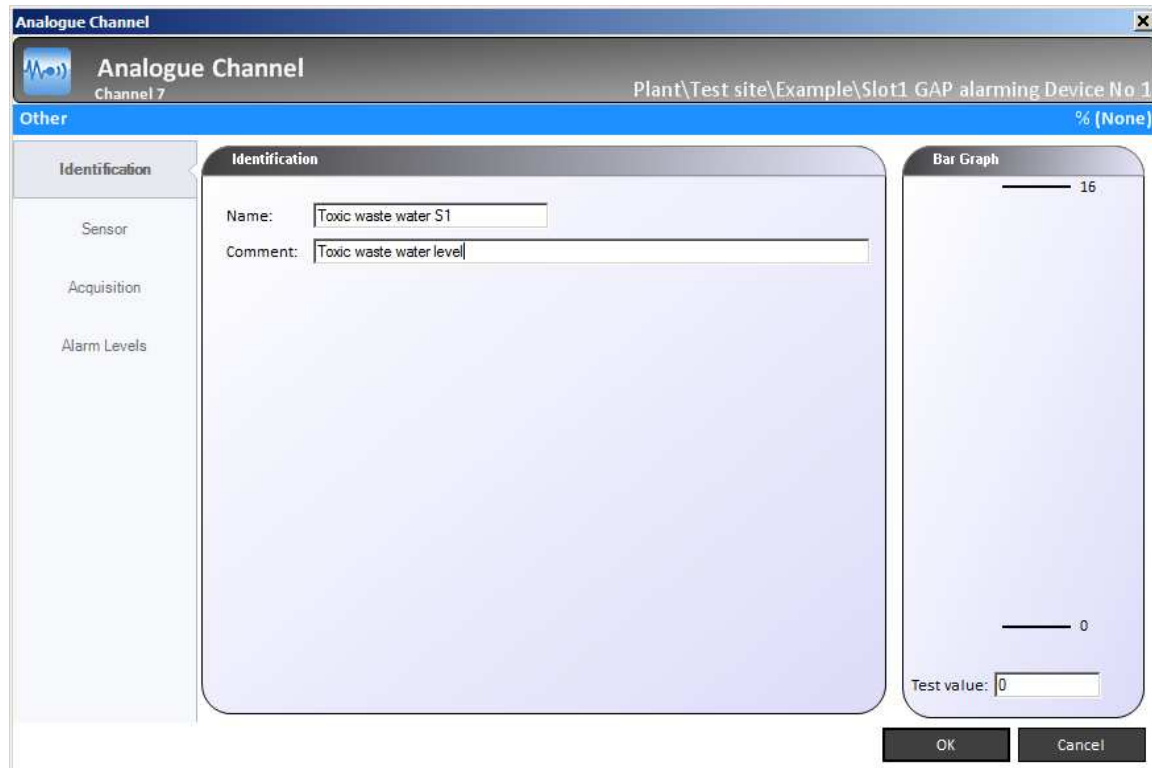 Analogue Channel
Analogue Channel
Channel 7
Plant\Test site\Example\Slot1 GAP alarming Device No 1
Other
% (None)
Identification
Sensor
Acquisition
Alarm Levels
Identification
Name: Toxic waste water S1
Comment: Toxic waste water level
Bar Graph
16
0
Test value: 0
OK
Cancel